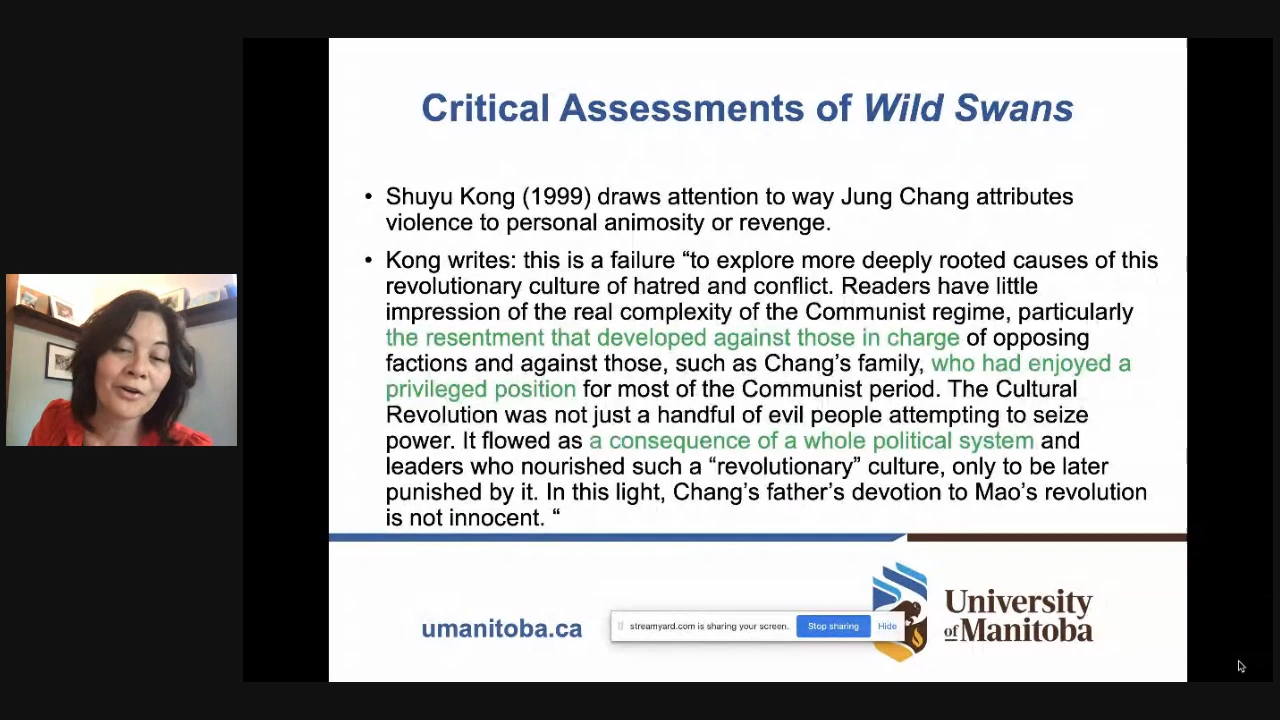 Critical Assessments of Wild Swans
• Shuyu Kong (1999) draws attention to way Jung Chang attributes
violence to personal animosity or revenge.
• Kong writes: this is a failure “to explore more deeply rooted causes of this
revolutionary culture of hatred and conflict. Readers have little
impression of the real complexity of the Communist regime, particularly
the resentment that developed against those in charge of opposing
factions and against those, such as Chang’s family, who had enjoyed a
privileged position for most of the Communist period. The Cultural
Revolution was not just a handful of evil people attempting to seize
power. It flowed as a consequence of a whole political system and
leaders who nourished such a “revolutionary” culture, only to be later
punished by it. In this light, Chang’s father’s devotion to Mao’s revolution
is not innocent. “
umanitoba.ca
streamyard.com is sharing your screen.
Stop sharing
Hide
University
of Manitoba